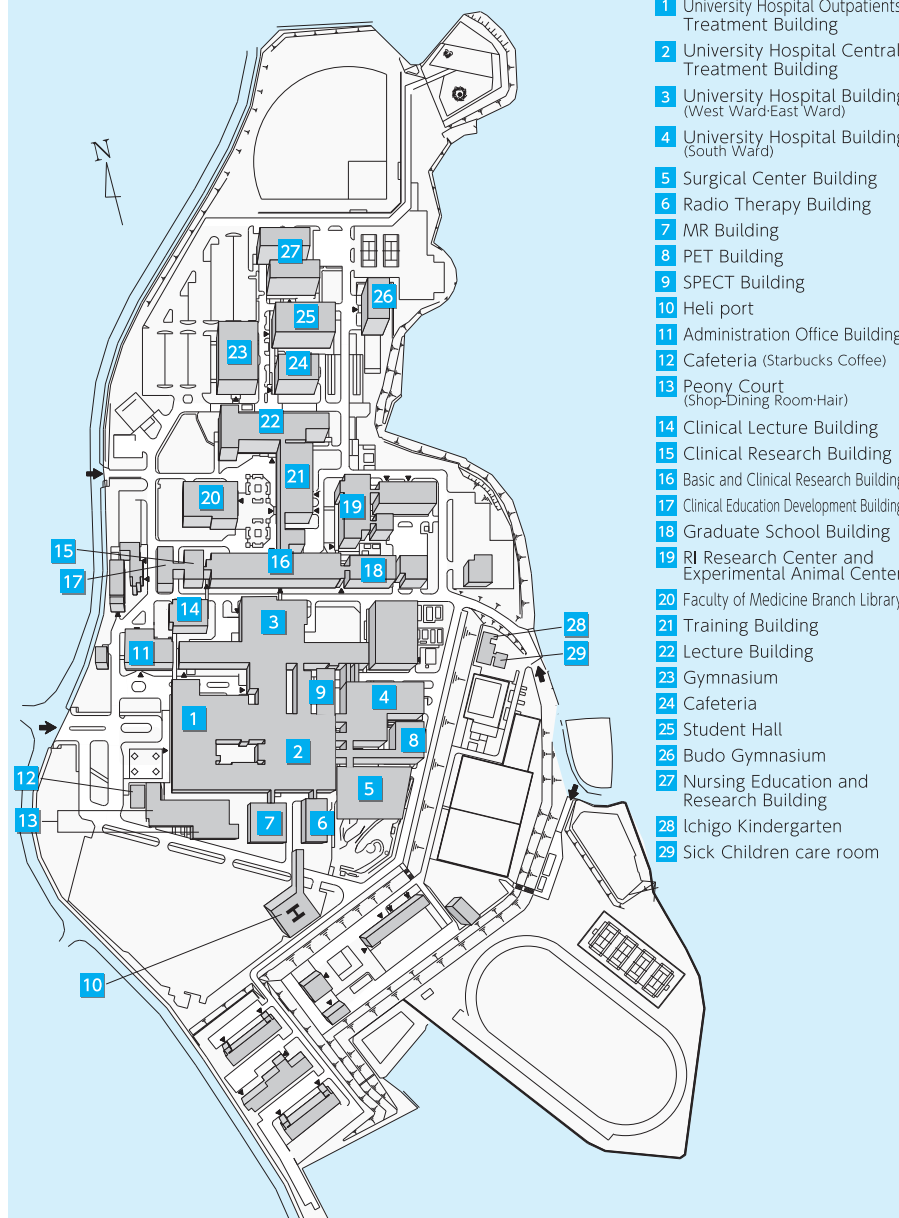 1 University Hospital Outpatients
Treatment Building
2 University Hospital Central
Treatment Building
3 University Hospital Building
(West Ward·East Ward)
4 University Hospital Building
(South Ward)
5 Surgical Center Building
6 Radio Therapy Building
7 MR Building
8 PET Building
9 SPECT Building
10 Heli port
11 Administration Office Building
12 Cafeteria (Starbucks Coffee)
13 Peony Court
(Shop·Dining Room·Hair)
14 Clinical Lecture Building
15 Clinical Research Building
16 Basic and Clinical Research Building
17 Clinical Education Development Building
18 Graduate School Building
19 RI Research Center and
Experimental Animal Center
20 Faculty of Medicine Branch Library
21 Training Building
22 Lecture Building
23 Gymnasium
24 Cafeteria
25 Student Hall
26 Budo Gymnasium
27 Nursing Education and
Research Building
28 Ichigo Kindergarten
29 Sick Children care room
N
27
26
25
23
24
22
21
20
19
15
16
17
18
14
3
28
11
29
9
4
1
2
8
12
5
13
7
6
H
10